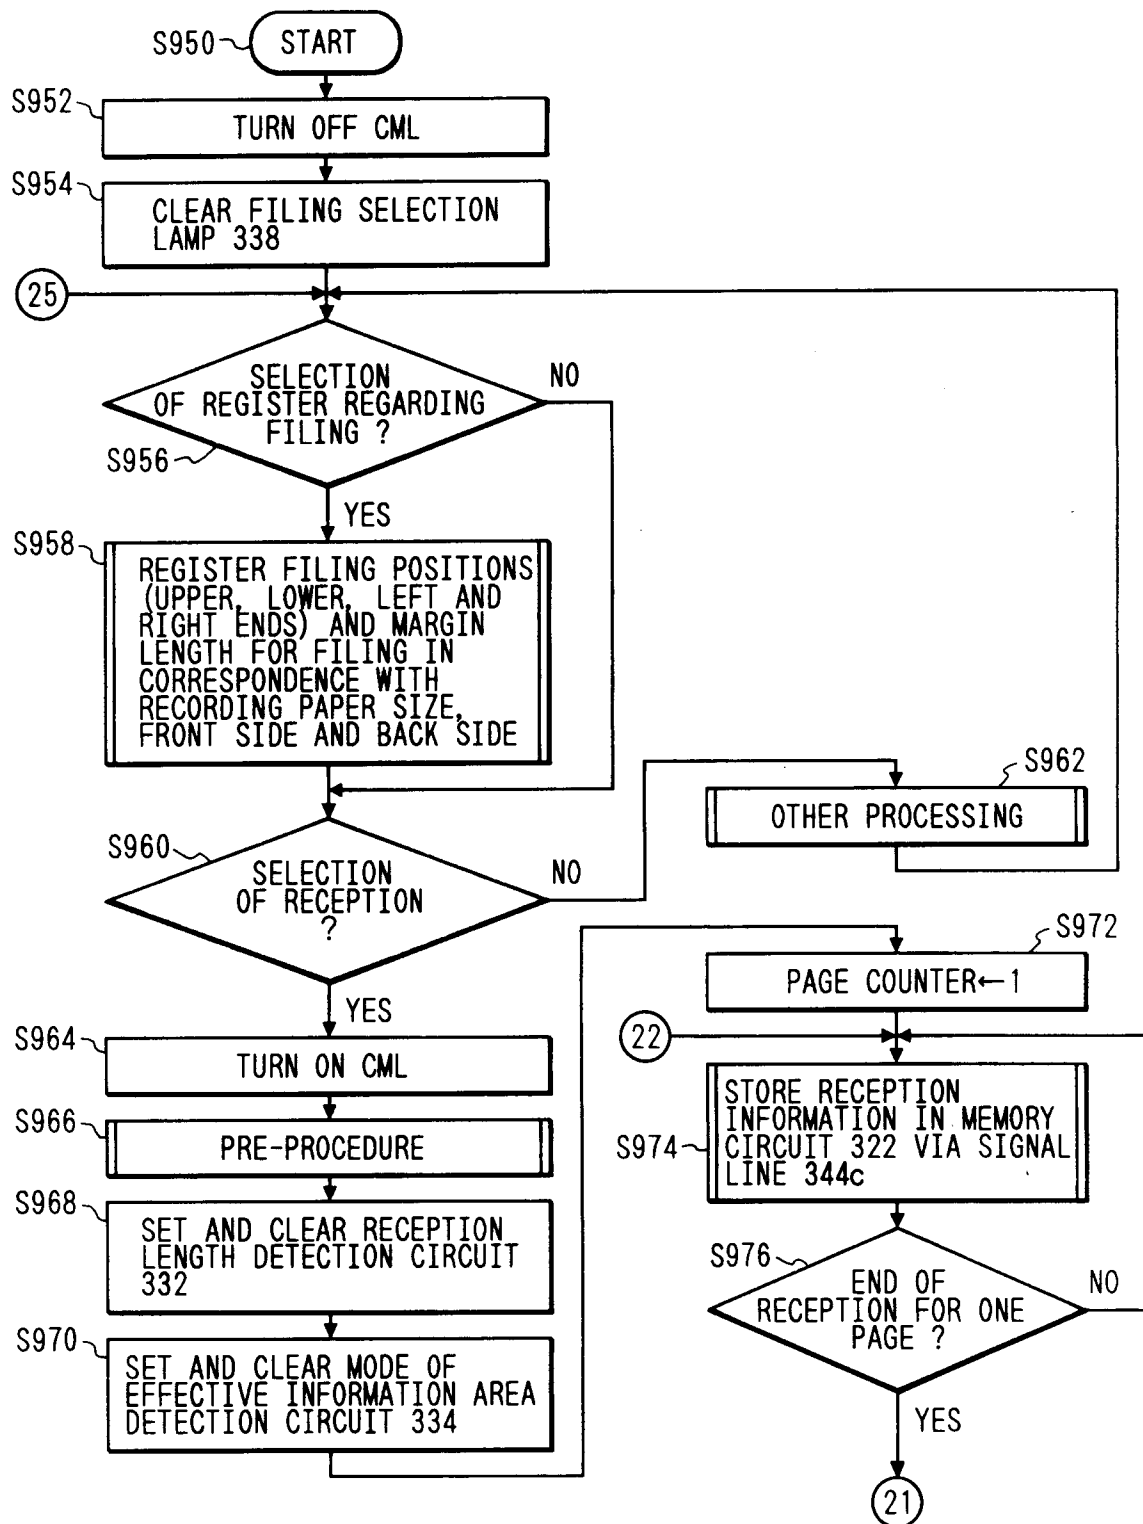 S950
START
S952
TURN OFF CML
S954
CLEAR FILING SELECTION
LAMP 338
25
SELECTION
OF REGISTER REGARDING
FILING ?
NO
S956
YES
S958
REGISTER FILING POSITIONS
(UPPER, LOWER, LEFT AND
RIGHT ENDS) AND MARGIN
LENGTH FOR FILING IN
CORRESPONDENCE WITH
RECORDING PAPER SIZE,
FRONT SIDE AND BACK SIDE
S960
SELECTION
OF RECEPTION
?
NO
S962
OTHER PROCESSING
YES
S964
TURN ON CML
S966
PRE-PROCEDURE
S968
SET AND CLEAR RECEPTION
LENGTH DETECTION CIRCUIT
332
S970
SET AND CLEAR MODE OF
EFFECTIVE INFORMATION AREA
DETECTION CIRCUIT 334
S972
PAGE COUNTER←1
22
S974
STORE RECEPTION
INFORMATION IN MEMORY
CIRCUIT 322 VIA SIGNAL
LINE 344c
S976
END OF
RECEPTION FOR ONE
PAGE ?
NO
YES
21